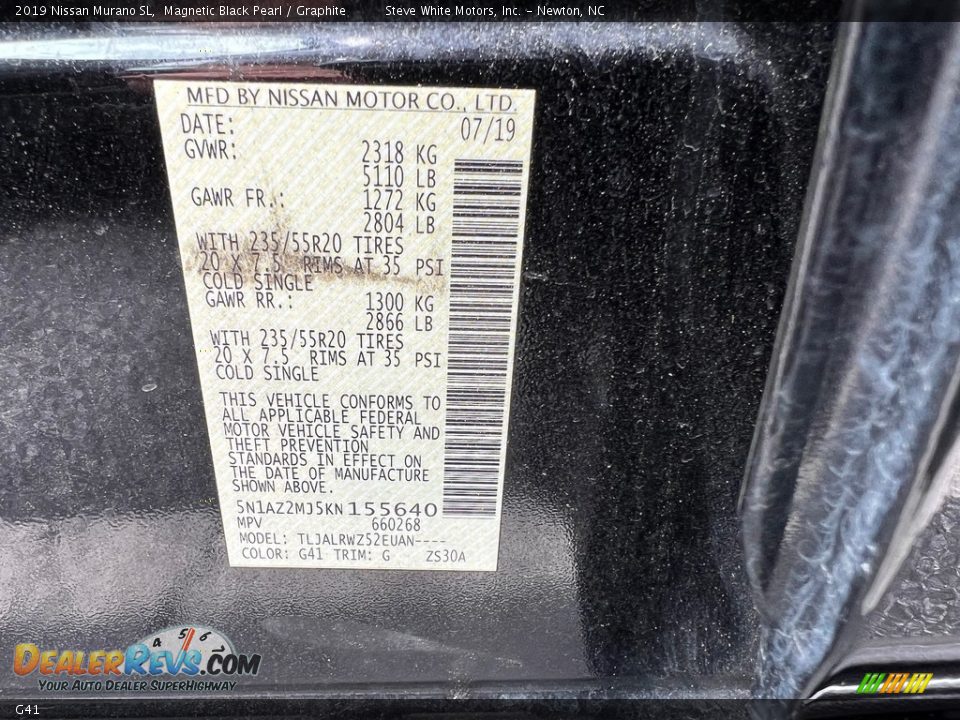 2019 Nissan Murano SL, Magnetic Black Pearl / Graphite Steve White Motors, Inc. - Newton, NC
MFD BY NISSAN MOTOR CO., LTD.
DATE: 07/19
GVWR: 2318 KG
5110 LB
GAWR FR.: 1272 KG
2804 LB
WITH 235/55R20 TIRES
20 X 7.5 RIMS AT 35 PSI
COLD SINGLE
GAWR RR.: 1300 KG
2866 LB
WITH 235/55R20 TIRES
20 X 7.5 RIMS AT 35 PSI
COLD SINGLE
THIS VEHICLE CONFORMS TO
ALL APPLICABLE FEDERAL
MOTOR VEHICLE SAFETY AND
THEFT PREVENTION
STANDARDS IN EFFECT ON
THE DATE OF MANUFACTURE
SHOWN ABOVE.
5N1AZ2MJ5KN155640
MPV 660268
MODEL: TLJALRWZ52EUAN----
COLOR: G41 TRIM: G ZS30A
4 5 6
DEALERREVS.COM
YOUR AUTO DEALER SUPERHIGHWAY
G41